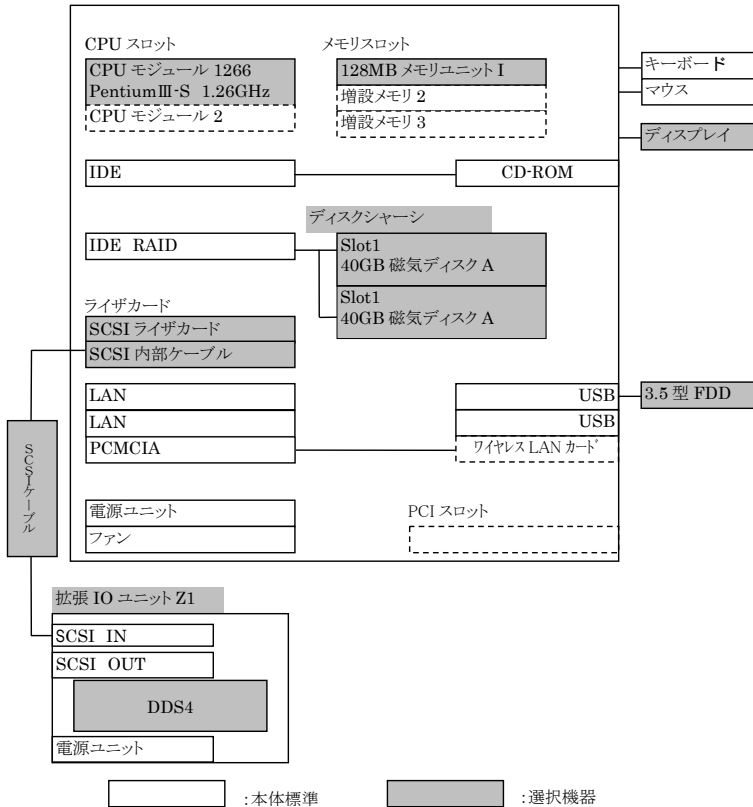 CPU スロット
メモリスロット
CPU モジュール 1266
PentiumⅢ-S 1.26GHz
CPU モジュール 2
128MB メモリユニット I
増設メモリ 2
増設メモリ 3
キーボード
マウス
ディスプレイ
IDE
CD-ROM
ディスクシャーシ
IDE RAID
Slot1
40GB 磁気ディスク A
Slot1
40GB 磁気ディスク A
ライザカード
SCSI ライザカード
SCSI 内部ケーブル
LAN
USB
3.5 型 FDD
LAN
USB
PCMCIA
ワイヤレス LAN カード
SCSIケーブル
電源ユニット
PCI スロット
ファン
拡張 IO ユニット Z1
SCSI IN
SCSI OUT
DDS4
電源ユニット
:本体標準
:選択機器